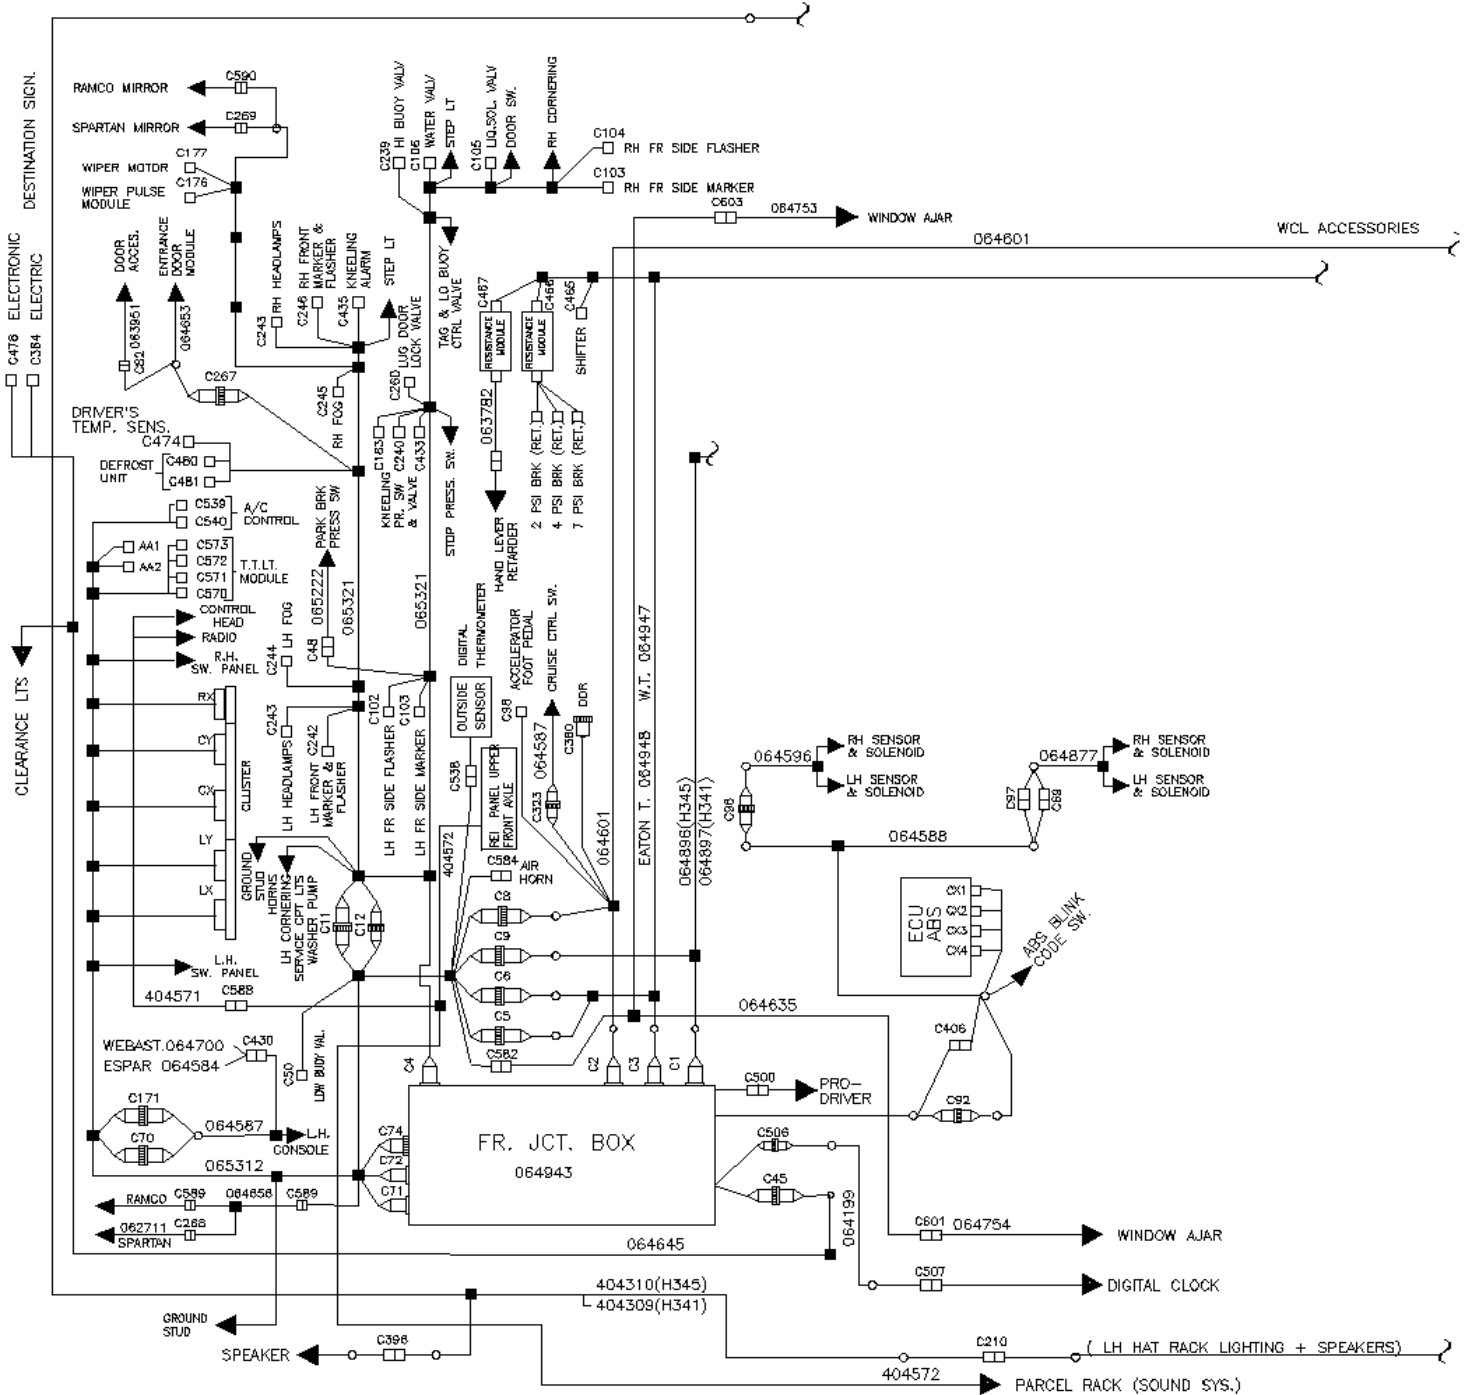 DESTINATION SIGN.
C478 ELECTRONIC
C384 ELECTRIC
RAMCO MIRROR
C590
SPARTAN MIRROR
C269
WIPER MOTOR
C177
WIPER PULSE
MODULE
C176
DOOR
ACCES.
ENTRANCE
DOOR
MODULE
C82 063951
064653
C267
DRIVER'S
TEMP. SENS.
C474
DEFROST
UNIT
C480
C481
C539
C540
A/C
CONTROL
AA1
AA2
C573
C572
C571
C570
T.T.LT.
MODULE
CONTROL
HEAD
RADIO
R.H.
SW. PANEL
RX
CY
CX
LY
LX
CLUSTER
L.H.
SW. PANEL
404571
C588
CLEARANCE LTS
C239
HI BUOY VALV
C106
WATER VALV
STEP LT
C105
LIQ.SOL. VALV
DOOR SW.
RH CORNERING
C104
RH FR SIDE FLASHER
C103
RH FR SIDE MARKER
C243
RH HEADLAMPS
C246
RH FRONT
MARKER &
FLASHER
C435
KNEELING
ALARM
STEP LT
TAG & LO BUOY
CTRL VALVE
C260
LUG DOOR
LOCK VALVE
RH FOG
C245
C183
C240
C433
KNEELING
PR. SW
& VALVE
STOP PRESS. SW.
C467
C466
C465
RESISTANCE
MODULE
RESISTANCE
MODULE
SHIFTER
063782
HAND LEVER
RETARDER
2 PSI BRK (RET.)
4 PSI BRK (RET.)
7 PSI BRK (RET.)
C603
064753
WINDOW AJAR
064601
WCL ACCESSORIES
PARK BRK
PRESS SW
C48
065222
065321
065321
C244
LH FOG
C243
LH HEADLAMPS
C242
LH FRONT
MARKER &
FLASHER
C102
LH FR SIDE FLASHER
C103
LH FR SIDE MARKER
DIGITAL
THERMOMETER
OUTSIDE
SENSOR
C538
REI PANEL UPPER
FRONT AXLE
404572
C98
ACCELERATOR
FOOT PEDAL
CRUISE CTRL SW.
064587
C323
DDR
C380
064601
EATON T. 064948
W.T. 064947
064896(H345)
064897(H341)
GROUND
STUD
HORNS
LH CORNERING
SERVICE CPT LTS
WASHER PUMP
C11
C12
C584
AIR
HORN
C8
C9
C6
C5
C582
064596
RH SENSOR
& SOLENOID
LH SENSOR
& SOLENOID
064877
RH SENSOR
& SOLENOID
LH SENSOR
& SOLENOID
C97
C69
064588
ECU
ABS
CX1
CX2
CX3
CX4
ABS BLINK
CODE SW.
064635
C406
C92
WEBAST.064700
ESPAR 064584
C430
C50
LOW BUOY VAL.
C171
C70
064587
L.H.
CONSOLE
065312
C4
C2
C3
C1
C74
C72
C71
FR. JCT. BOX
064943
C500
PRO-
DRIVER
C506
C45
064199
RAMCO
C589
064656
C589
062711
SPARTAN
C268
064645
C601
064754
WINDOW AJAR
C507
DIGITAL CLOCK
GROUND
STUD
404310(H345)
404309(H341)
SPEAKER
C398
C210
( LH HAT RACK LIGHTING + SPEAKERS)
404572
PARCEL RACK (SOUND SYS.)